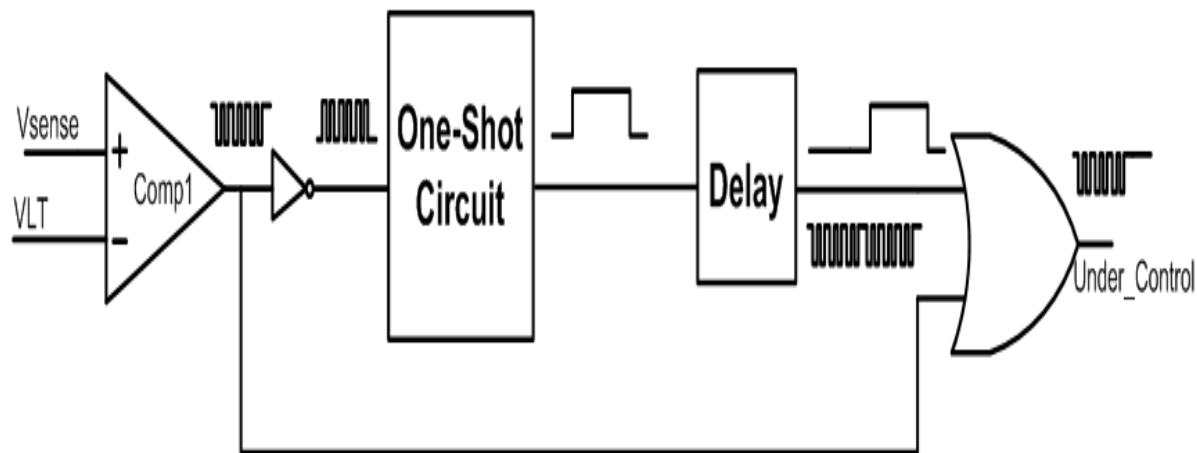 Vsense
VLT
+
−
Comp1
One-Shot
Circuit
Delay
Under_Control